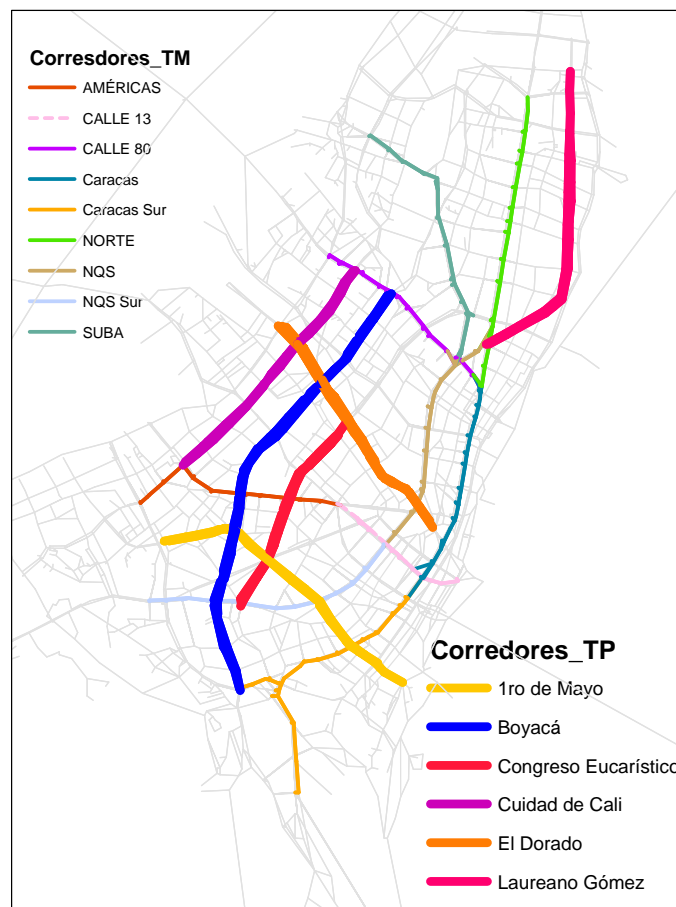 Corresdores_TM
AMÉRICAS
CALLE 13
CALLE 80
Caracas
Caracas Sur
NORTE
NQS
NQS Sur
SUBA
Corredores_TP
1ro de Mayo
Boyacá
Congreso Eucarístico
Cuidad de Cali
El Dorado
Laureano Gómez